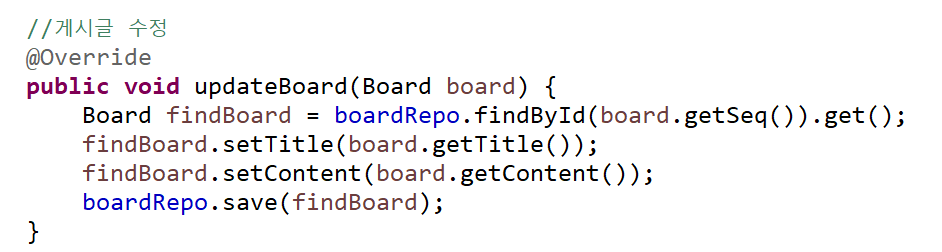 //게시글 수정
@Override
public void updateBoard(Board board) {
    Board findBoard = boardRepo.findById(board.getSeq()).get();
    findBoard.setTitle(board.getTitle());
    findBoard.setContent(board.getContent());
    boardRepo.save(findBoard);
}